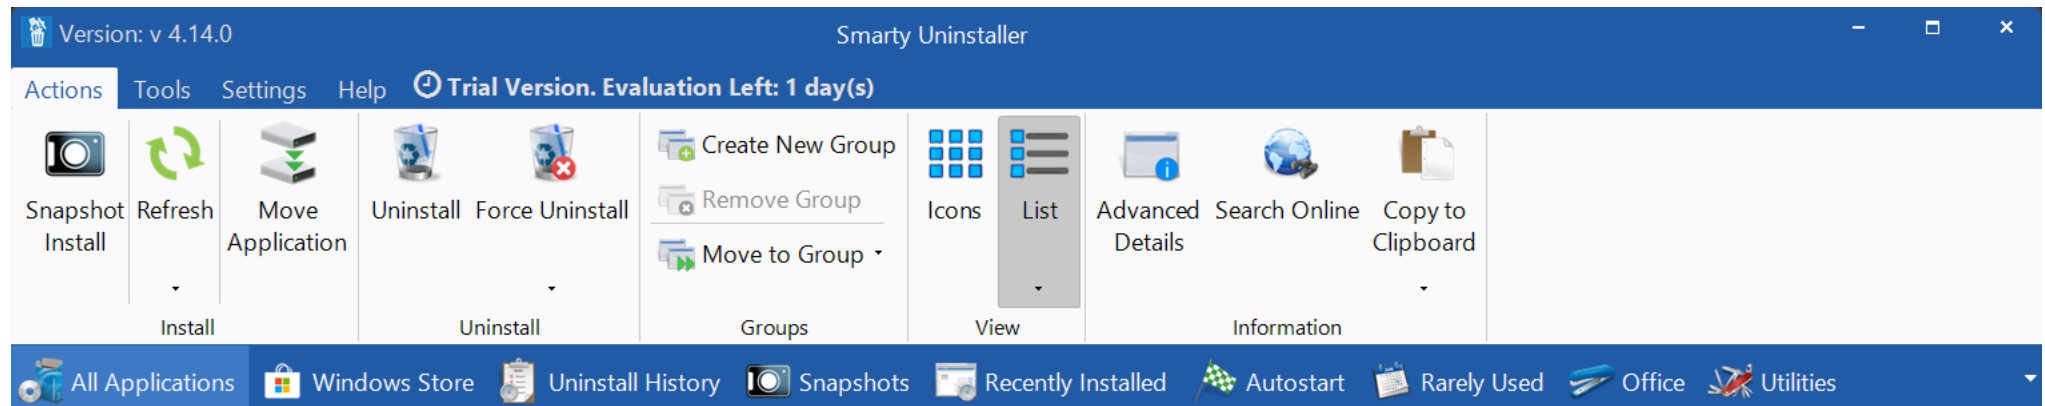 Version: v 4.14.0
Smarty Uninstaller
Actions Tools Settings Help Trial Version. Evaluation Left: 1 day(s)
Snapshot Install
Refresh
Move Application
Uninstall
Force Uninstall
Create New Group
Remove Group
Move to Group
Icons
List
Advanced Details
Search Online
Copy to Clipboard
Install Uninstall Groups View Information
All Applications Windows Store Uninstall History Snapshots Recently Installed Autostart Rarely Used Office Utilities